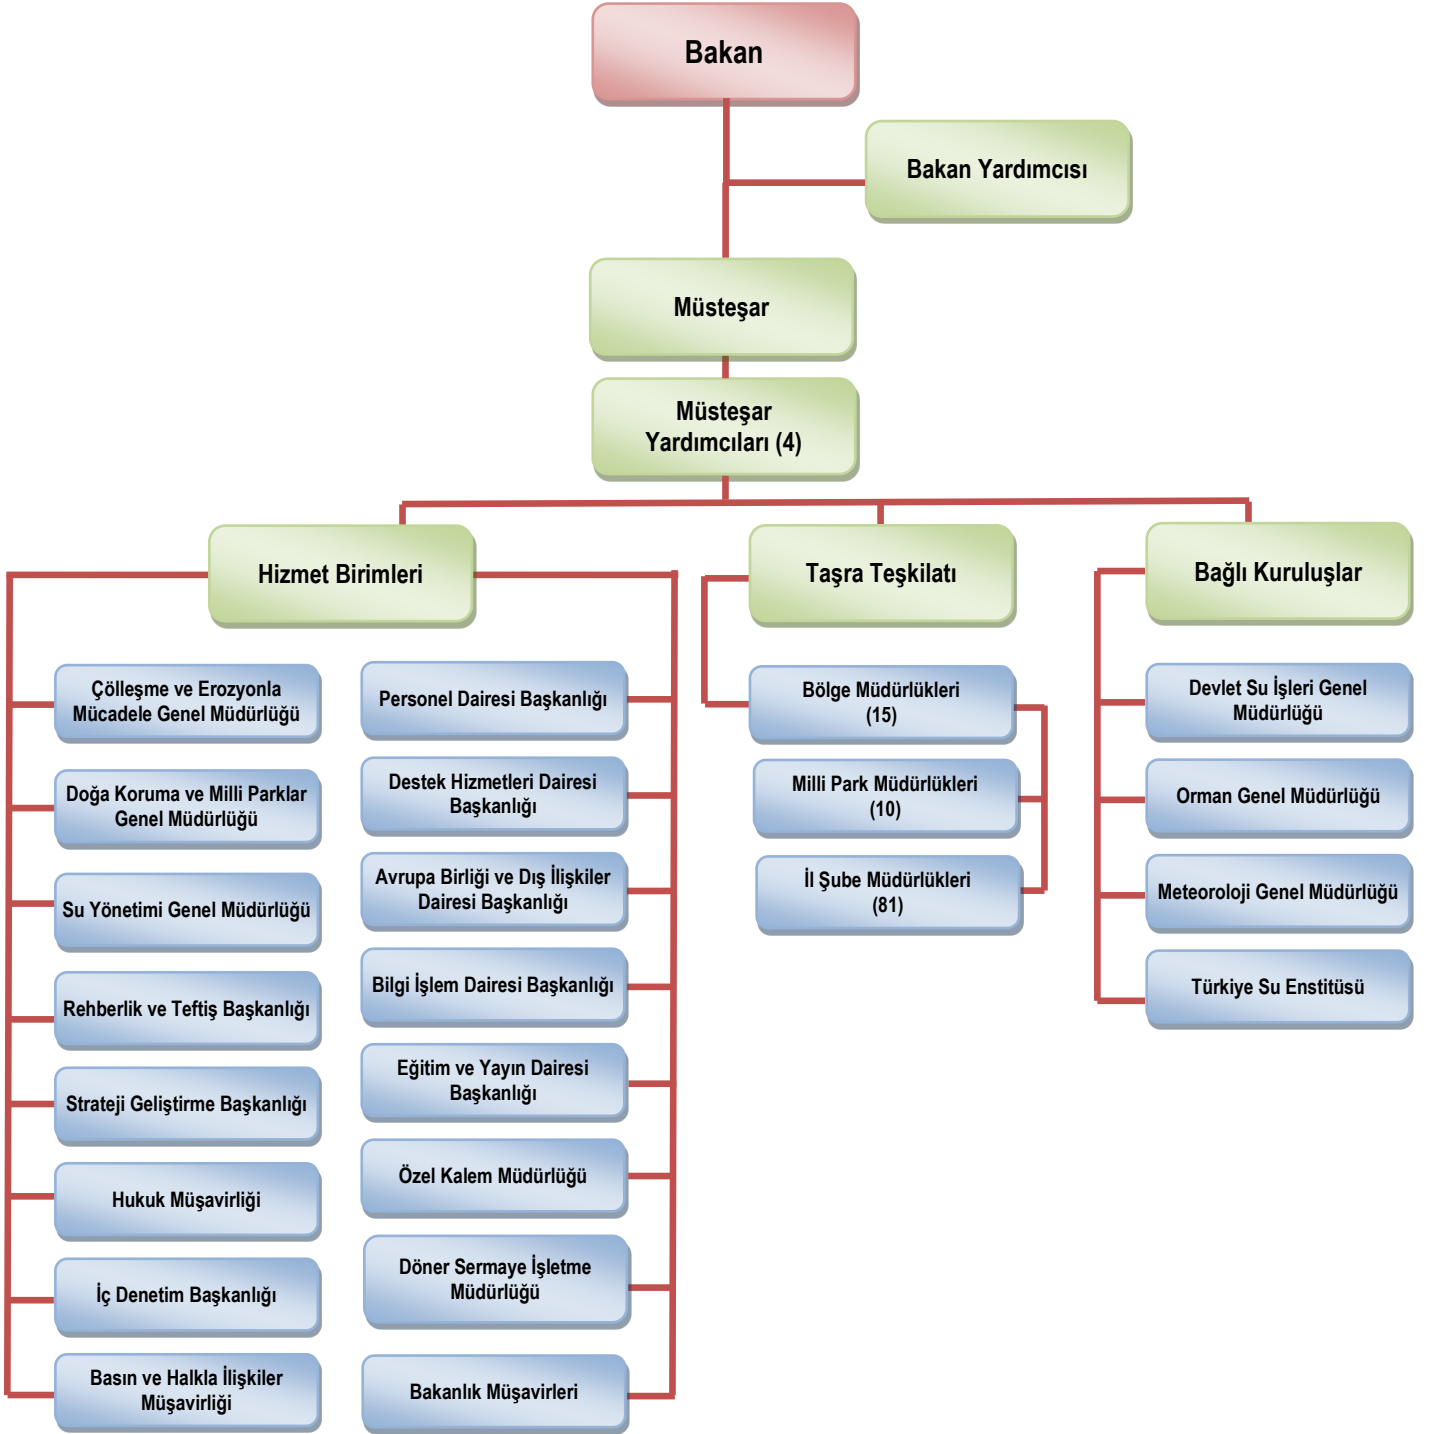 Bakan
Bakan Yardımcısı
Müsteşar
Müsteşar
Yardımcıları (4)
Hizmet Birimleri
Çölleşme ve Erozyonla
Mücadele Genel Müdürlüğü
Doğa Koruma ve Milli Parklar
Genel Müdürlüğü
Su Yönetimi Genel Müdürlüğü
Rehberlik ve Teftiş Başkanlığı
Strateji Geliştirme Başkanlığı
Hukuk Müşavirliği
İç Denetim Başkanlığı
Basın ve Halkla İlişkiler
Müşavirliği
Personel Dairesi Başkanlığı
Destek Hizmetleri Dairesi
Başkanlığı
Avrupa Birliği ve Dış İlişkiler
Dairesi Başkanlığı
Bilgi İşlem Dairesi Başkanlığı
Eğitim ve Yayın Dairesi
Başkanlığı
Özel Kalem Müdürlüğü
Döner Sermaye İşletme
Müdürlüğü
Bakanlık Müşavirleri
Taşra Teşkilatı
Bölge Müdürlükleri
(15)
Milli Park Müdürlükleri
(10)
İl Şube Müdürlükleri
(81)
Bağlı Kuruluşlar
Devlet Su İşleri Genel
Müdürlüğü
Orman Genel Müdürlüğü
Meteoroloji Genel Müdürlüğü
Türkiye Su Enstitüsü